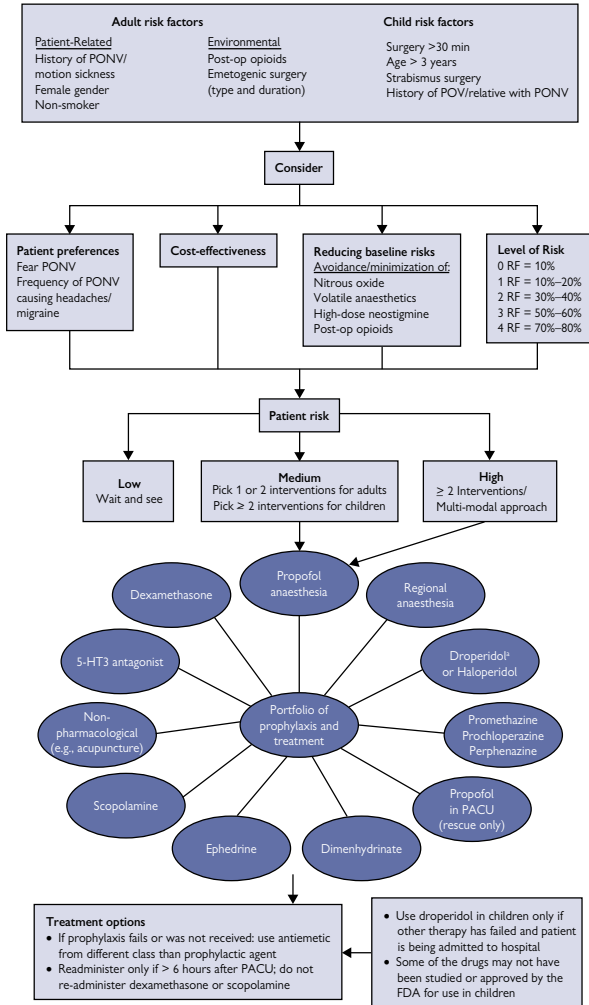 Adult risk factors
Patient-Related
History of PONV/
motion sickness
Female gender
Non-smoker
Environmental
Post-op opioids
Emetogenic surgery
(type and duration)
Child risk factors
Surgery >30 min
Age > 3 years
Strabismus surgery
History of POV/relative with PONV
Consider
Patient preferences
Fear PONV
Frequency of PONV
causing headaches/
migraine
Cost-effectiveness
Reducing baseline risks
Avoidance/minimization of:
Nitrous oxide
Volatile anaesthetics
High-dose neostigmine
Post-op opioids
Level of Risk
0 RF = 10%
1 RF = 10%–20%
2 RF = 30%–40%
3 RF = 50%–60%
4 RF = 70%–80%
Patient risk
Low
Wait and see
Medium
Pick 1 or 2 interventions for adults
Pick ≥ 2 interventions for children
High
≥ 2 Interventions/
Multi-modal approach
Propofol
anaesthesia
Dexamethasone
Regional
anaesthesia
5-HT3 antagonist
Droperidolᵃ
or Haloperidol
Portfolio of
prophylaxis and
treatment
Non-
pharmacological
(e.g., acupuncture)
Promethazine
Prochloperazine
Perphenazine
Scopolamine
Propofol
in PACU
(rescue only)
Ephedrine
Dimenhydrinate
Treatment options
• If prophylaxis fails or was not received: use antiemetic
from different class than prophylactic agent
• Readminister only if > 6 hours after PACU; do not
re-administer dexamethasone or scopolamine
• Use droperidol in children only if
other therapy has failed and patient
is being admitted to hospital
• Some of the drugs may not have
been studied or approved by the
FDA for use in children